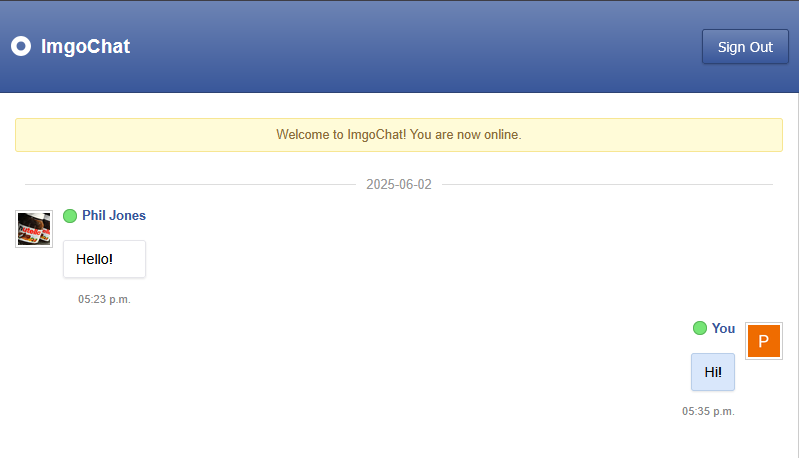 ImgoChat
Sign Out
Welcome to ImgoChat! You are now online.
2025-06-02
Phil Jones
nutella
Hello!
05:23 p.m.
You
P
Hi!
05:35 p.m.